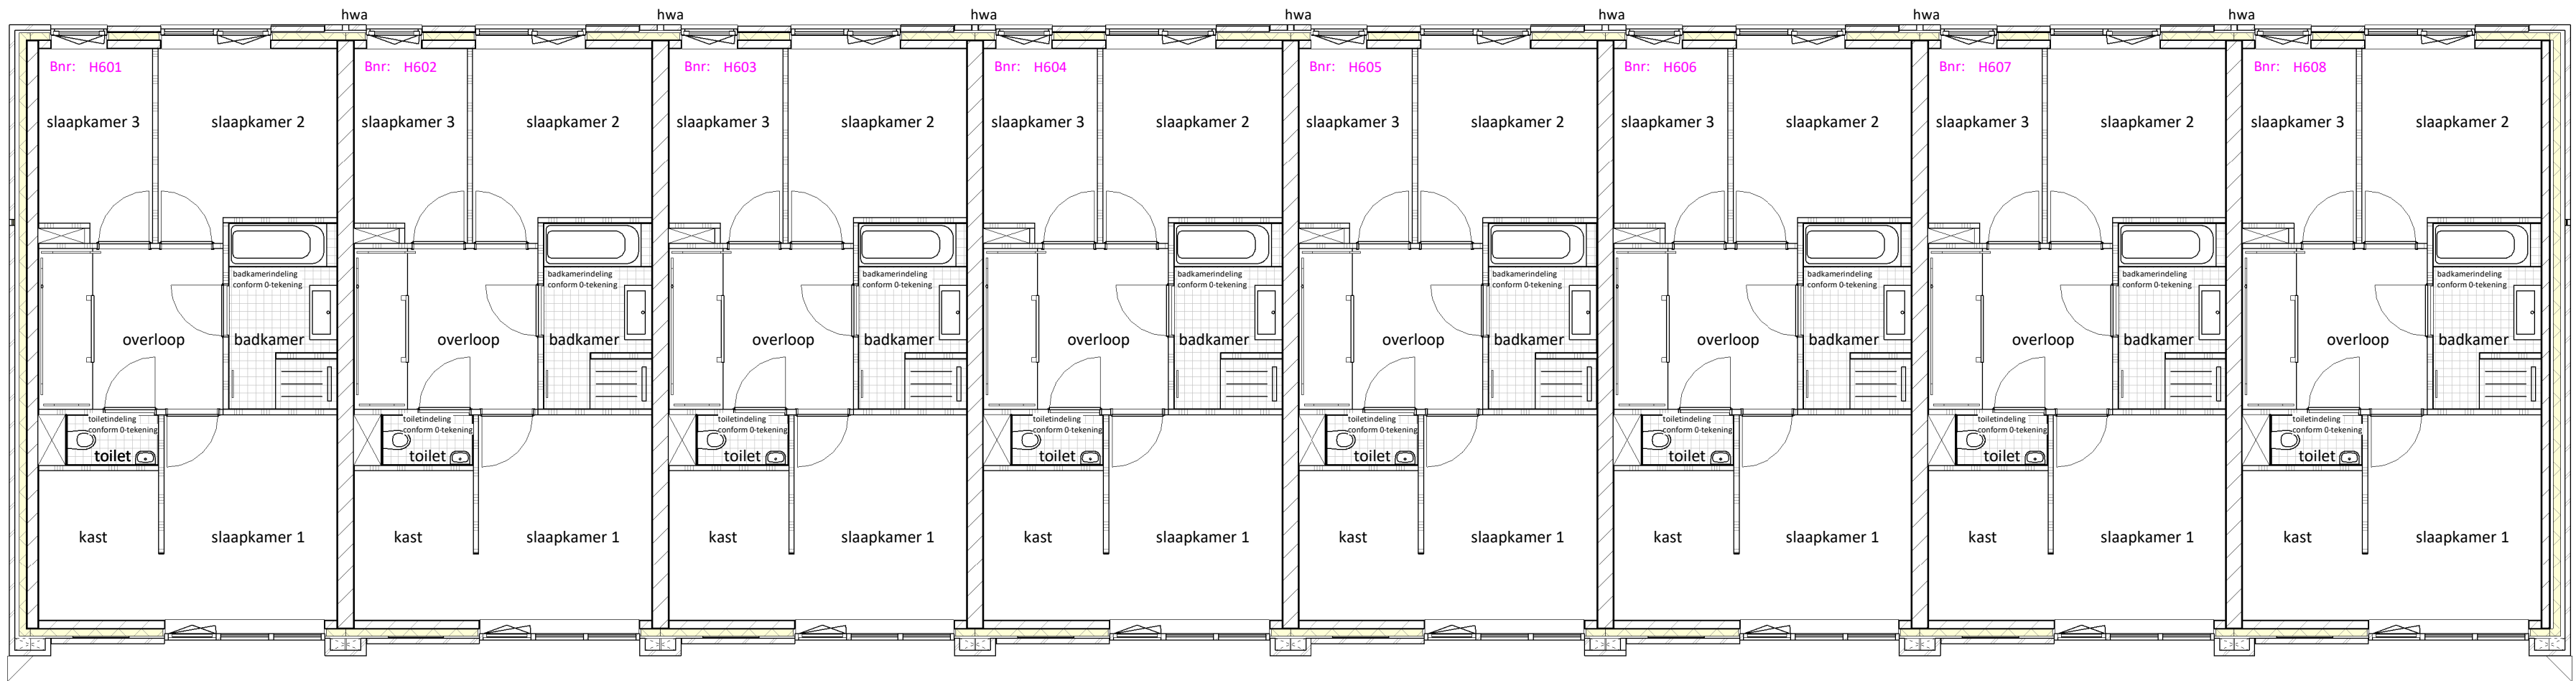 hwa hwa hwa hwa hwa hwa hwa
Bnr: H601 Bnr: H602 Bnr: H603 Bnr: H604 Bnr: H605 Bnr: H606 Bnr: H607 Bnr: H608
slaapkamer 3 slaapkamer 2 slaapkamer 3 slaapkamer 2 slaapkamer 3 slaapkamer 2 slaapkamer 3 slaapkamer 2 slaapkamer 3 slaapkamer 2 slaapkamer 3 slaapkamer 2 slaapkamer 3 slaapkamer 2 slaapkamer 3 slaapkamer 2
badkamerindeling badkamerindeling badkamerindeling badkamerindeling badkamerindeling badkamerindeling badkamerindeling badkamerindeling
conform 0-tekening conform 0-tekening conform 0-tekening conform 0-tekening conform 0-tekening conform 0-tekening conform 0-tekening conform 0-tekening
overloop badkamer overloop badkamer overloop badkamer overloop badkamer overloop badkamer overloop badkamer overloop badkamer overloop badkamer
toiletindeling toiletindeling toiletindeling toiletindeling toiletindeling toiletindeling toiletindeling toiletindeling
conform 0-tekening conform 0-tekening conform 0-tekening conform 0-tekening conform 0-tekening conform 0-tekening conform 0-tekening conform 0-tekening
toilet toilet toilet toilet toilet toilet toilet toilet
kast slaapkamer 1 kast slaapkamer 1 kast slaapkamer 1 kast slaapkamer 1 kast slaapkamer 1 kast slaapkamer 1 kast slaapkamer 1 kast slaapkamer 1